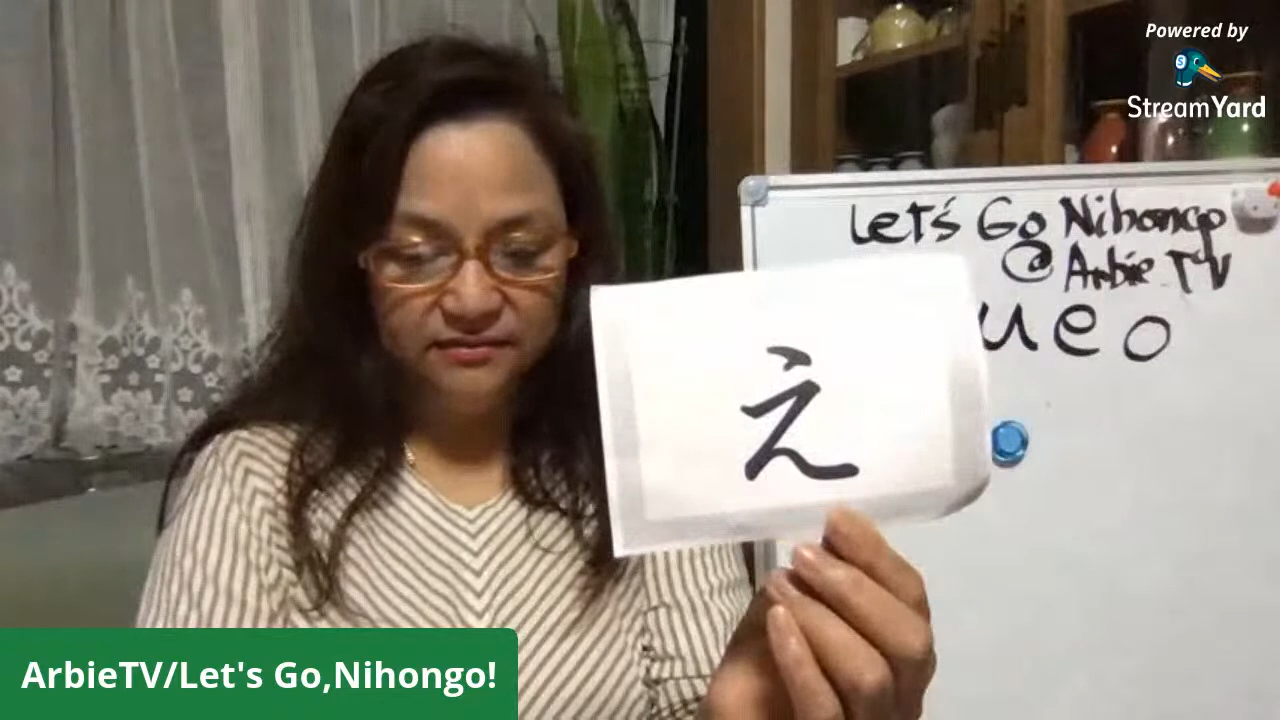 Powered by
StreamYard
Let's Go Nihongo
@ Arbie TV
u e o
え
ArbieTV/Let's Go,Nihongo!